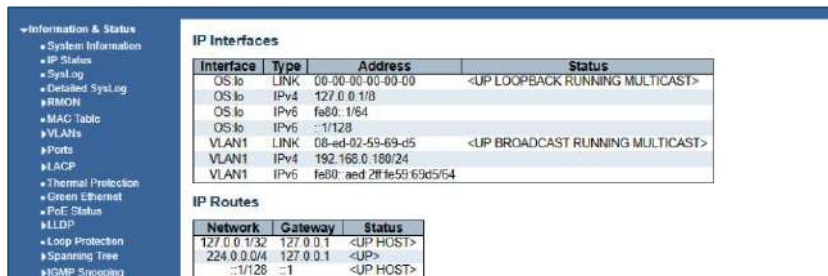 Information & Status
System Information
IP Status
SysLog
Detailed SysLog
RMON
MAC Table
VLANs
Ports
LACP
Thermal Protection
Green Ethernet
PoE Status
LLDP
Loop Protection
Spanning Tree
IGMP Snooping
IP Interfaces
Interface Type Address Status
OS:lo LINK 00-00-00-00-00-00 <UP LOOPBACK RUNNING MULTICAST>
OS:lo IPv4 127.0.0.1/8
OS:lo IPv6 fe80::1/64
OS:lo IPv6 ::1/128
VLAN1 LINK 08-ed-02-59-69-d5 <UP BROADCAST RUNNING MULTICAST>
VLAN1 IPv4 192.168.0.180/24
VLAN1 IPv6 fe80::aed:2ff:fe59:69d5/64
IP Routes
Network Gateway Status
127.0.0.1/32 127.0.0.1 <UP HOST>
224.0.0.0/4 127.0.0.1 <UP>
::1/128 ::1 <UP HOST>